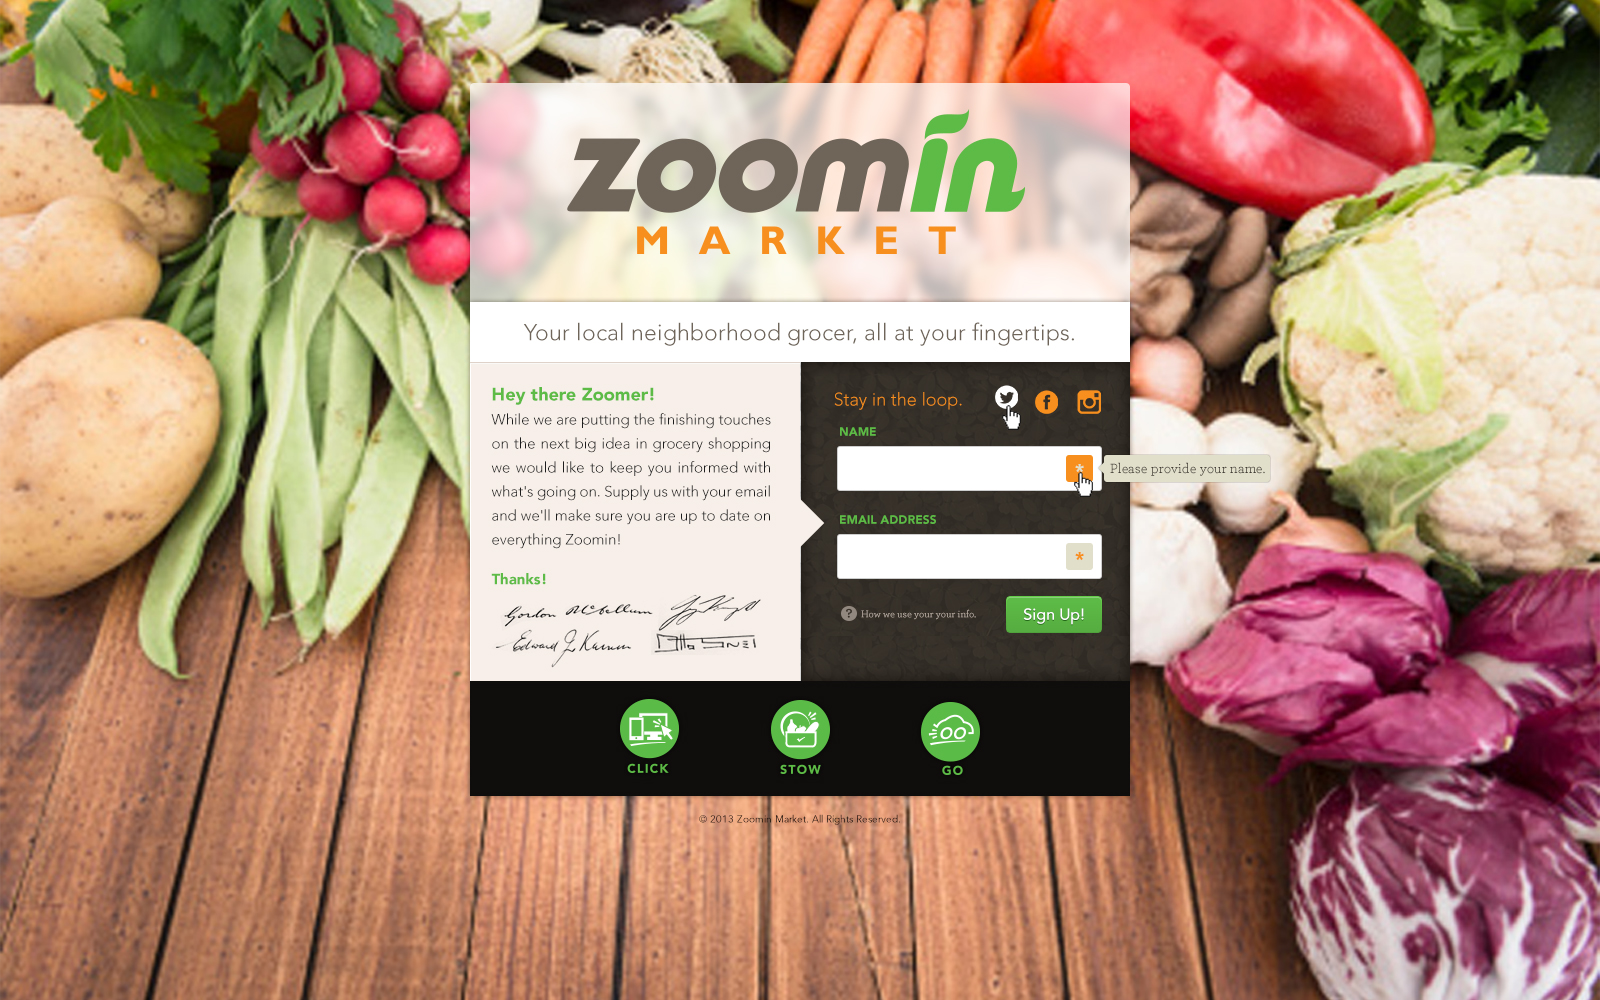 zoomin
MARKET
Your local neighborhood grocer, all at your fingertips.
Hey there Zoomer!
While we are putting the finishing touches
on the next big idea in grocery shopping
we would like to keep you informed with
what's going on. Supply us with your email
and we'll make sure you are up to date on
everything Zoomin!
Thanks!
Gordon McCallum
Edward J. Kamm
Stay in the loop.
NAME
*
Please provide your name.
EMAIL ADDRESS
*
? How we use your your info.
Sign Up!
CLICK
STOW
GO
© 2013 Zoomin Market. All Rights Reserved.